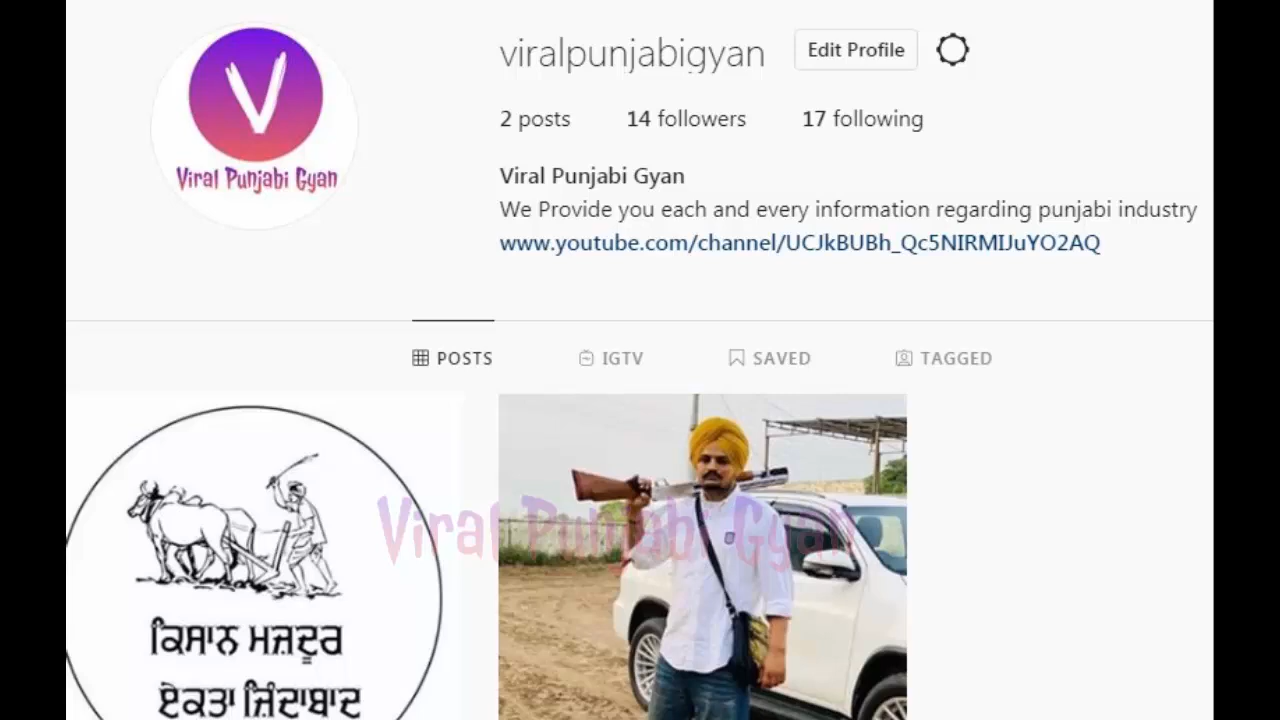 V
Viral Punjabi Gyan
viralpunjabigyan
Edit Profile
2 posts 14 followers 17 following
Viral Punjabi Gyan
We Provide you each and every information regarding punjabi industry
www.youtube.com/channel/UCJkBUBh_Qc5NIRMIJuYO2AQ
POSTS IGTV SAVED TAGGED
Viral Punjabi Gyan
ਕਿਸਾਨ ਮਜ਼ਦੂਰ
ਏਕਤਾ ਜ਼ਿੰਦਾਬਾਦ